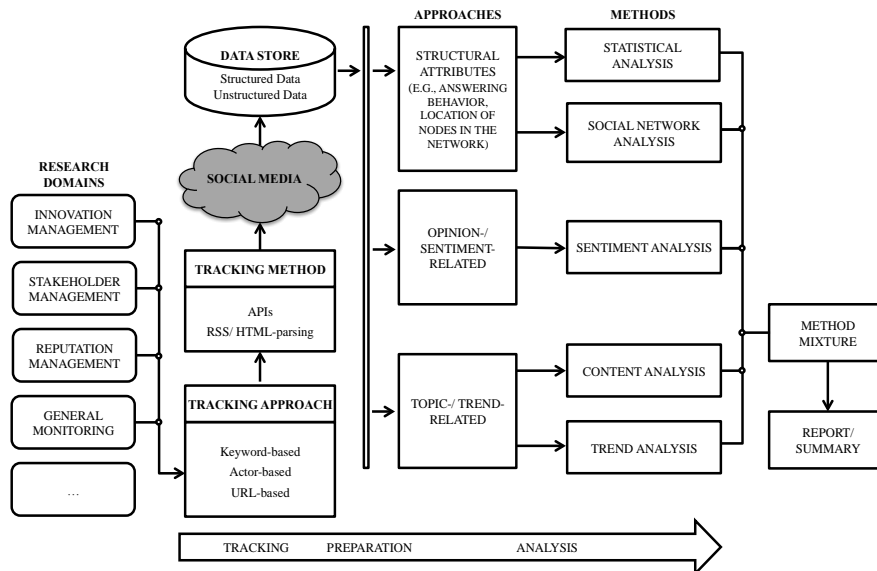 RESEARCH
DOMAINS
INNOVATION
MANAGEMENT
STAKEHOLDER
MANAGEMENT
REPUTATION
MANAGEMENT
GENERAL
MONITORING
…
DATA STORE
Structured Data
Unstructured Data
SOCIAL MEDIA
TRACKING METHOD
APIs
RSS/ HTML-parsing
TRACKING APPROACH
Keyword-based
Actor-based
URL-based
APPROACHES
STRUCTURAL
ATTRIBUTES
(E.G., ANSWERING
BEHAVIOR,
LOCATION OF
NODES IN THE
NETWORK)
OPINION-/
SENTIMENT-
RELATED
TOPIC-/ TREND-
RELATED
METHODS
STATISTICAL
ANALYSIS
SOCIAL NETWORK
ANALYSIS
SENTIMENT ANALYSIS
CONTENT ANALYSIS
TREND ANALYSIS
METHOD
MIXTURE
REPORT/
SUMMARY
TRACKING PREPARATION ANALYSIS